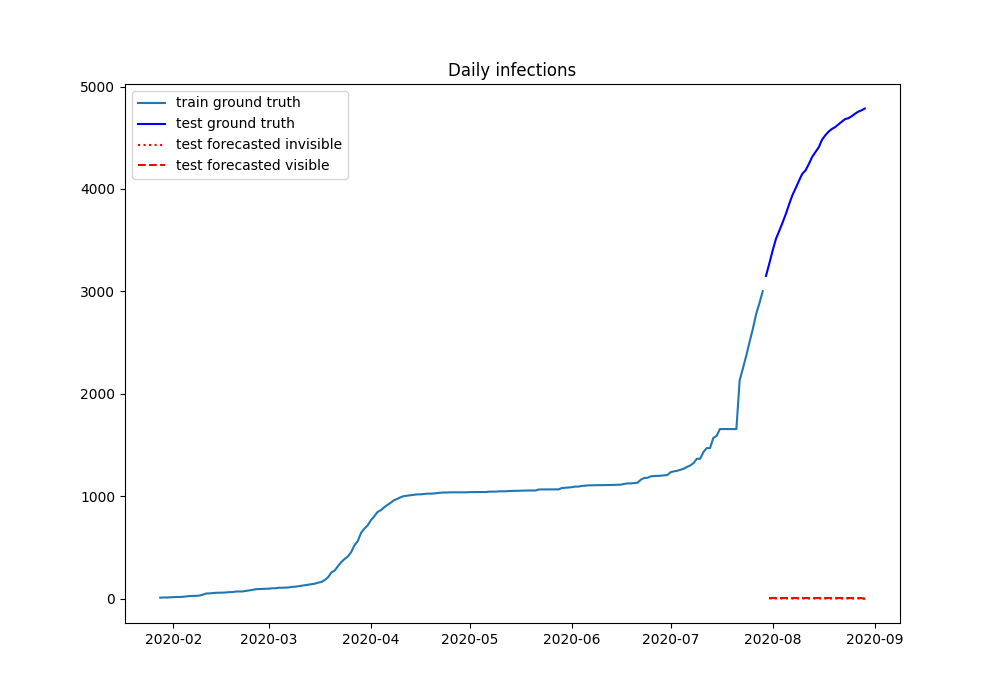 Daily infections
train ground truth
test ground truth
test forecasted invisible
test forecasted visible
5000
4000
3000
2000
1000
0
2020-02 2020-03 2020-04 2020-05 2020-06 2020-07 2020-08 2020-09